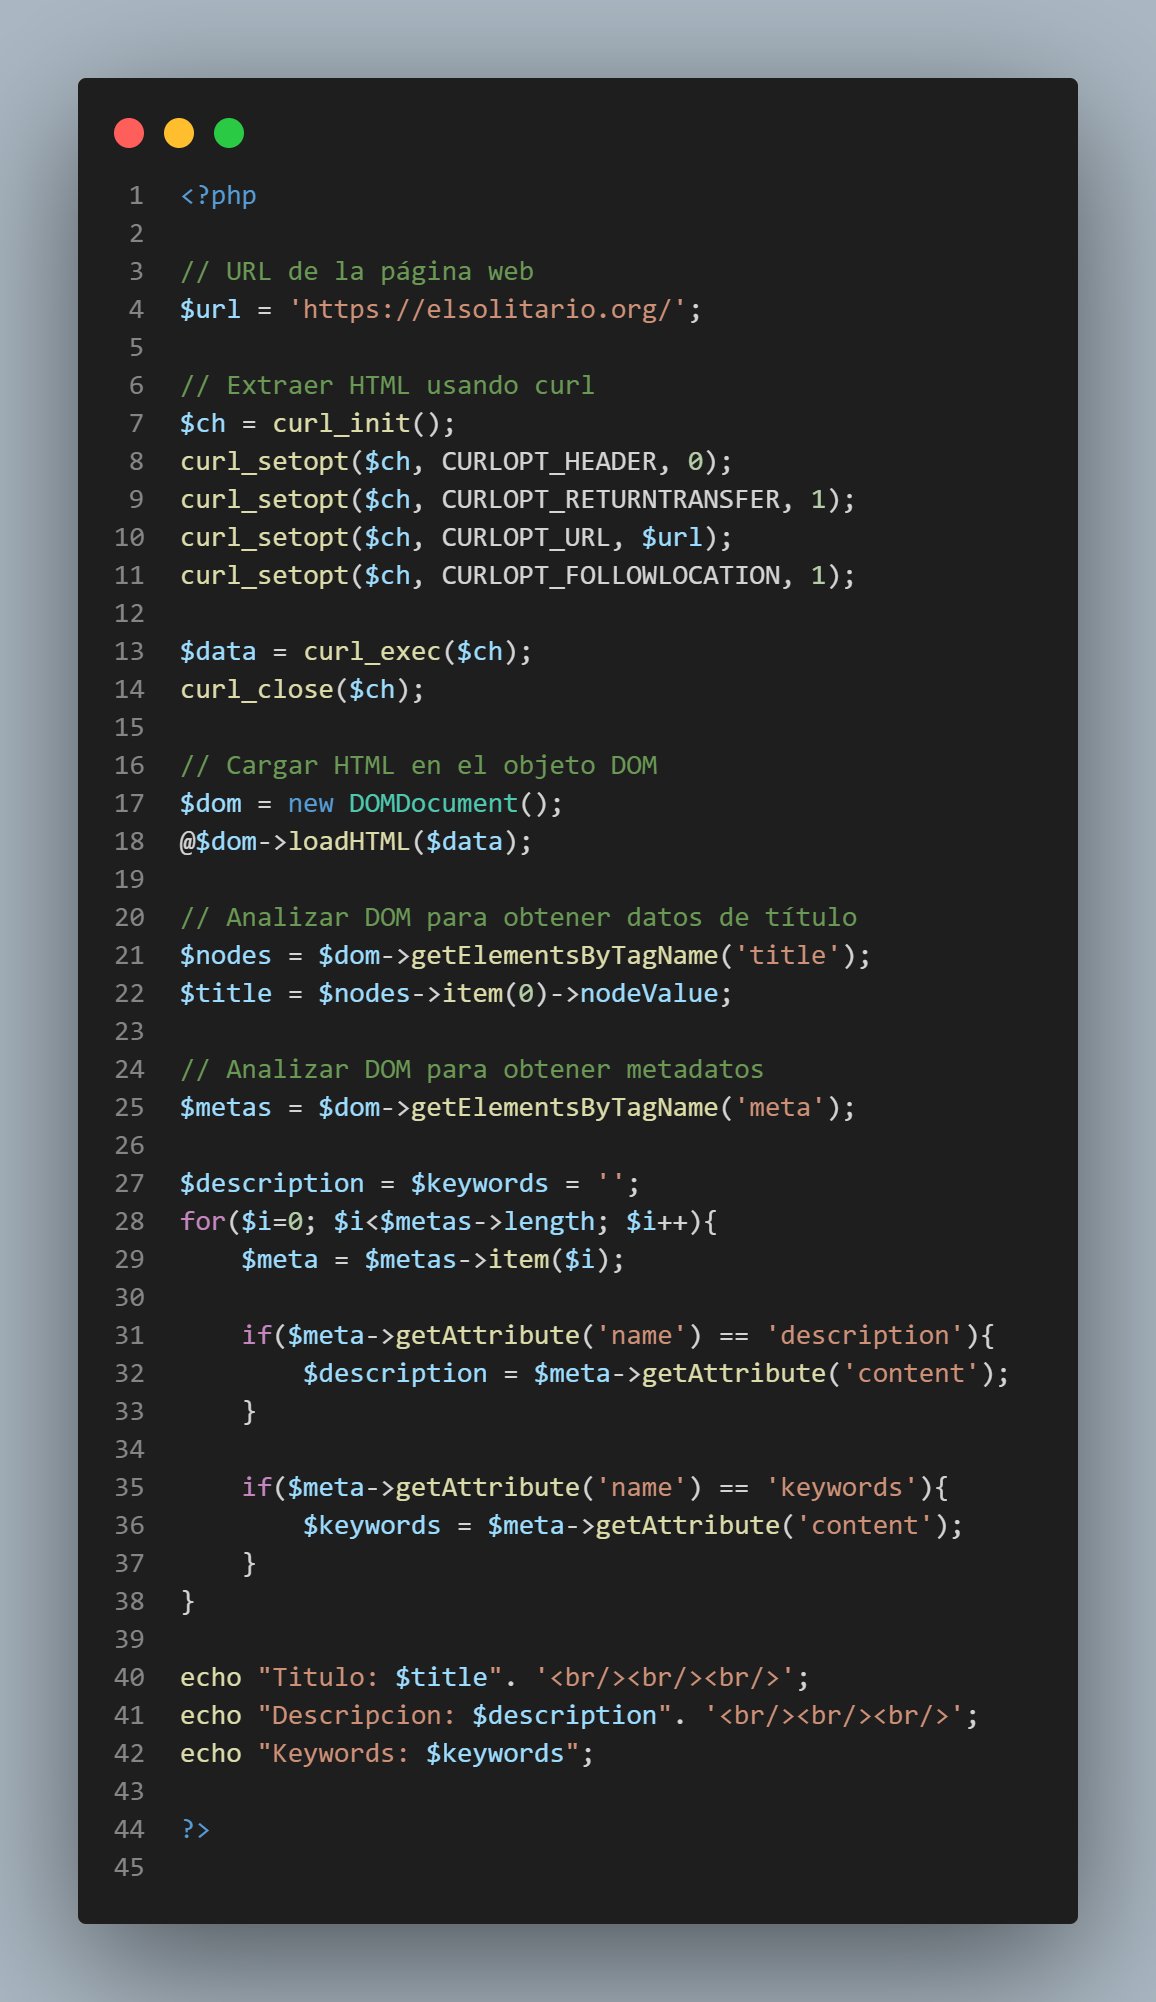 1 <?php
2
3 // URL de la página web
4 $url = 'https://elsolitario.org/';
5
6 // Extraer HTML usando curl
7 $ch = curl_init();
8 curl_setopt($ch, CURLOPT_HEADER, 0);
9 curl_setopt($ch, CURLOPT_RETURNTRANSFER, 1);
10 curl_setopt($ch, CURLOPT_URL, $url);
11 curl_setopt($ch, CURLOPT_FOLLOWLOCATION, 1);
12
13 $data = curl_exec($ch);
14 curl_close($ch);
15
16 // Cargar HTML en el objeto DOM
17 $dom = new DOMDocument();
18 @$dom->loadHTML($data);
19
20 // Analizar DOM para obtener datos de título
21 $nodes = $dom->getElementsByTagName('title');
22 $title = $nodes->item(0)->nodeValue;
23
24 // Analizar DOM para obtener metadatos
25 $metas = $dom->getElementsByTagName('meta');
26
27 $description = $keywords = '';
28 for($i=0; $i<$metas->length; $i++){
29     $meta = $metas->item($i);
30
31     if($meta->getAttribute('name') == 'description'){
32         $description = $meta->getAttribute('content');
33     }
34
35     if($meta->getAttribute('name') == 'keywords'){
36         $keywords = $meta->getAttribute('content');
37     }
38 }
39
40 echo "Titulo: $title". '<br/><br/><br/>';
41 echo "Descripcion: $description". '<br/><br/><br/>';
42 echo "Keywords: $keywords";
43
44 ?>
45